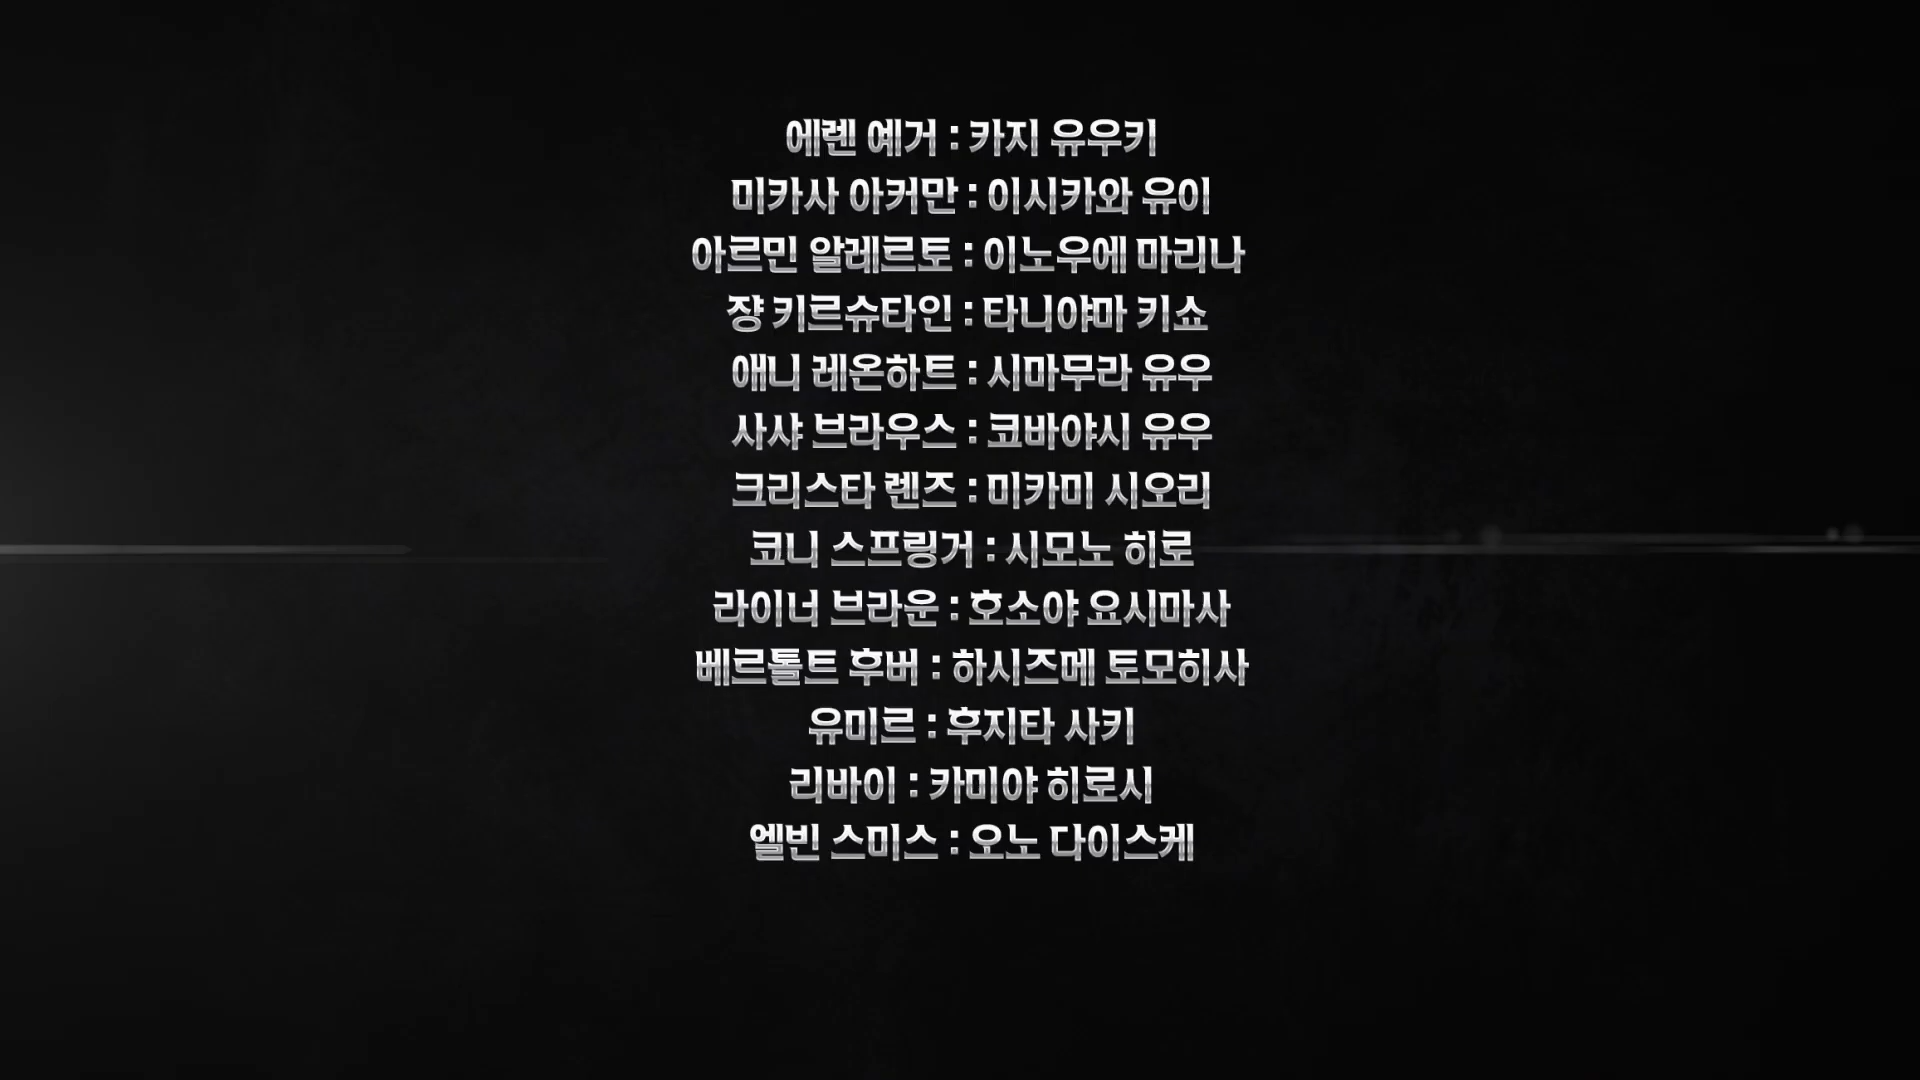 에렌 예거 : 카지 유우키
미카사 아커만 : 이시카와 유이
아르민 알레르토 : 이노우에 마리나
쟝 키르슈타인 : 타니야마 키쇼
애니 레온하트 : 시마무라 유우
사샤 브라우스 : 코바야시 유우
크리스타 렌즈 : 미카미 시오리
코니 스프링거 : 시모노 히로
라이너 브라운 : 호소야 요시마사
베르톨트 후버 : 하시즈메 토모히사
유미르 : 후지타 사키
리바이 : 카미야 히로시
엘빈 스미스 : 오노 다이스케